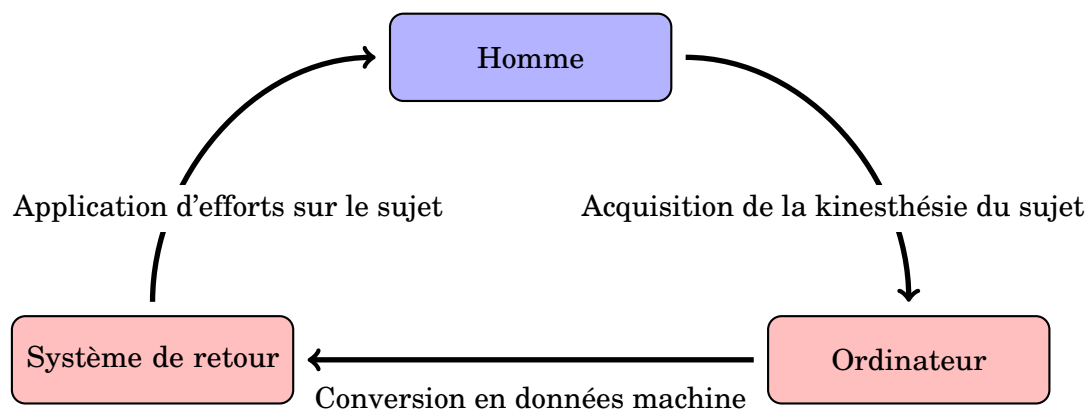 Homme
Application d'efforts sur le sujet
Acquisition de la kinesthésie du sujet
Système de retour
Ordinateur
Conversion en données machine